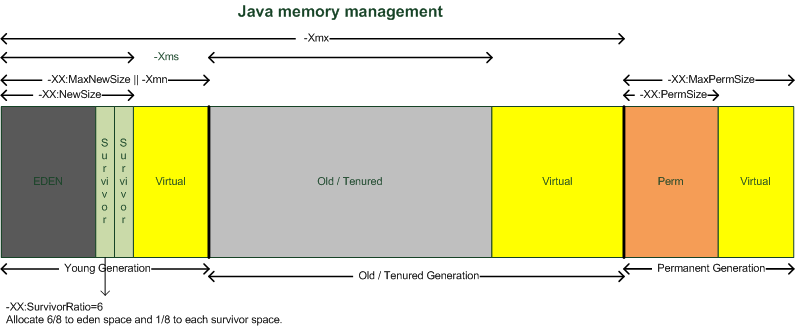 Java memory management
-Xmx
-Xms
-XX:MaxNewSize || -Xmn
-XX:MaxPermSize
-XX:NewSize
-XX:PermSize
EDEN
Survivor
Survivor
Virtual
Old / Tenured
Virtual
Perm
Virtual
Young Generation
Old / Tenured Generation
Permanent Generation
-XX:SurvivorRatio=6
Allocate 6/8 to eden space and 1/8 to each survivor space.